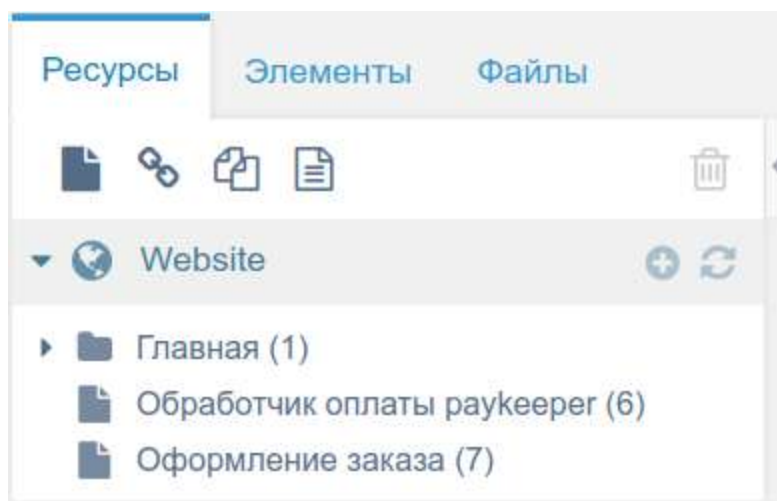 Ресурсы Элементы Файлы
Website
Главная (1)
Обработчик оплаты paykeeper (6)
Оформление заказа (7)